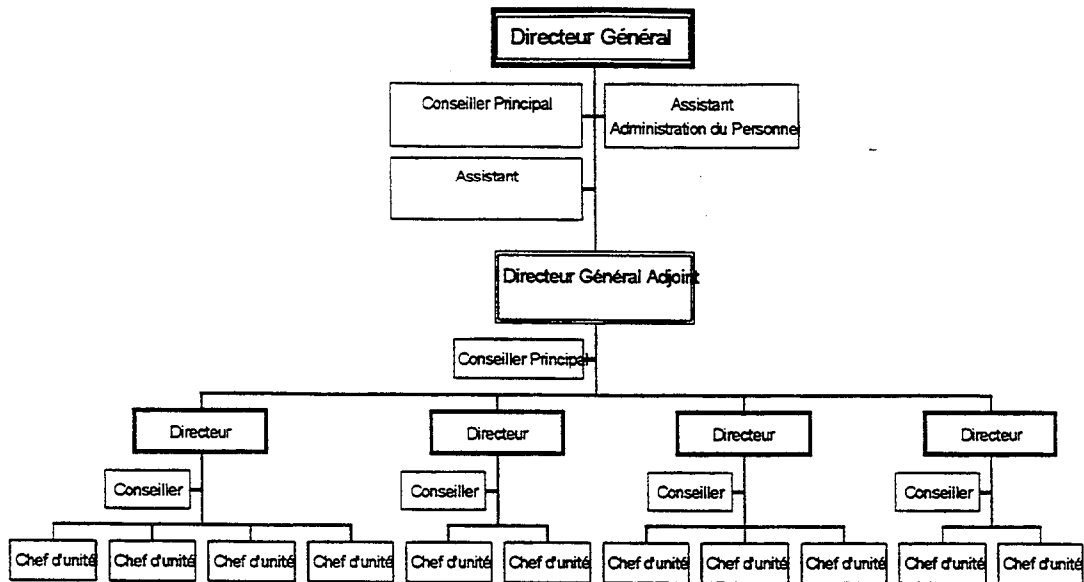 Directeur Général
Conseiller Principal
Assistant
Administration du Personnel
Assistant
Directeur Général Adjoint
Conseiller Principal
Directeur
Directeur
Directeur
Directeur
Conseiller
Conseiller
Conseiller
Conseiller
Chef d'unité
Chef d'unité
Chef d'unité
Chef d'unité
Chef d'unité
Chef d'unité
Chef d'unité
Chef d'unité
Chef d'unité
Chef d'unité
Chef d'unité